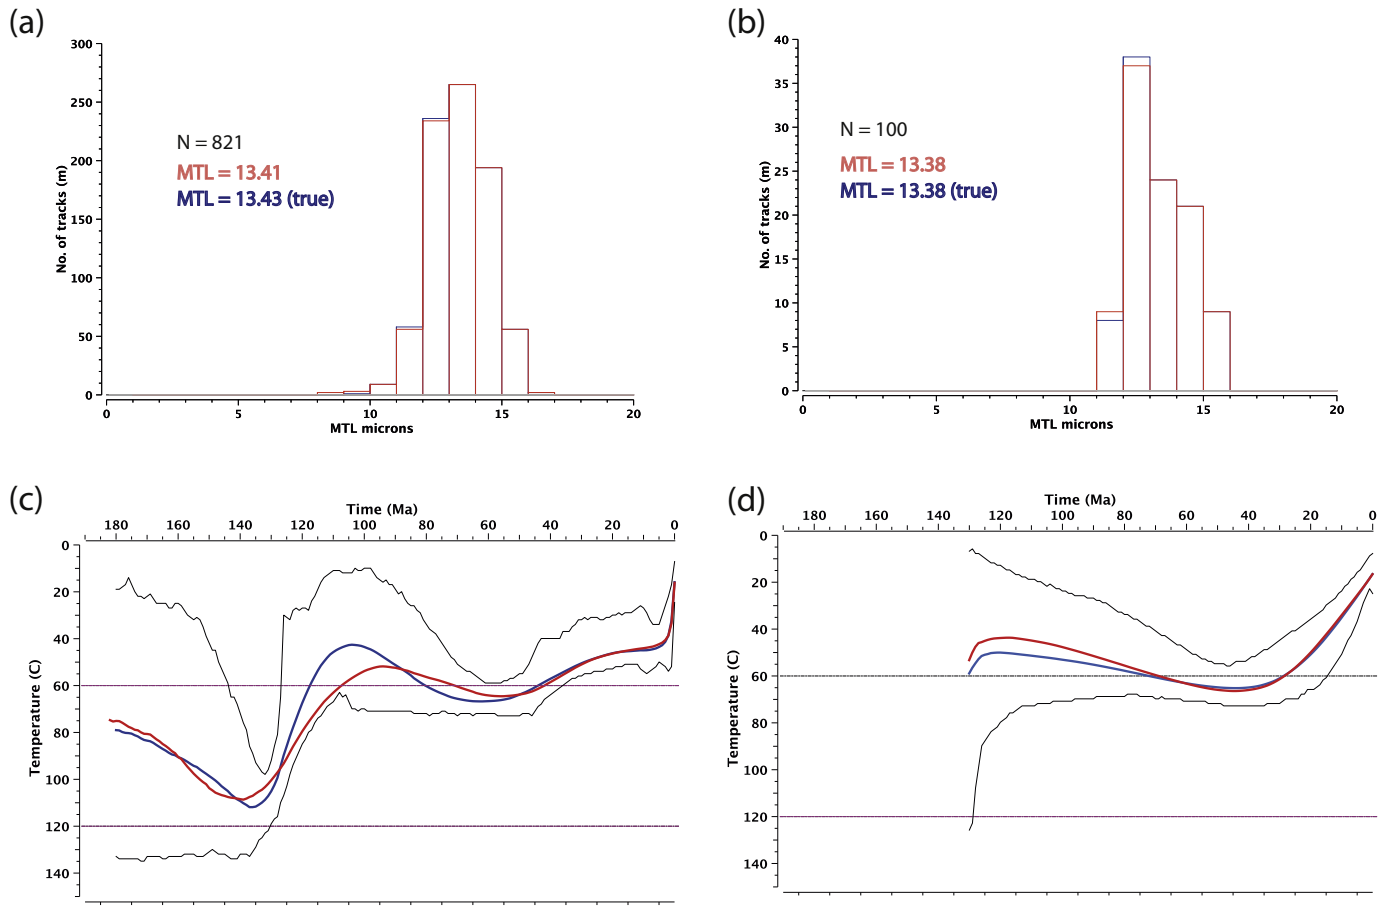 (a)
300
250
200
150
100
50
0
No. of tracks (m)
N = 821
MTL = 13.41
MTL = 13.43 (true)
0 5 10 15 20
MTL microns
(b)
40
35
30
25
20
15
10
5
0
No. of tracks (m)
N = 100
MTL = 13.38
MTL = 13.38 (true)
0 5 10 15 20
MTL microns
(c)
Time (Ma)
180 160 140 120 100 80 60 40 20 0
0
20
40
60
80
100
120
140
Temperature (C)
(d)
Time (Ma)
180 160 140 120 100 80 60 40 20 0
0
20
40
60
80
100
120
140
Temperature (C)